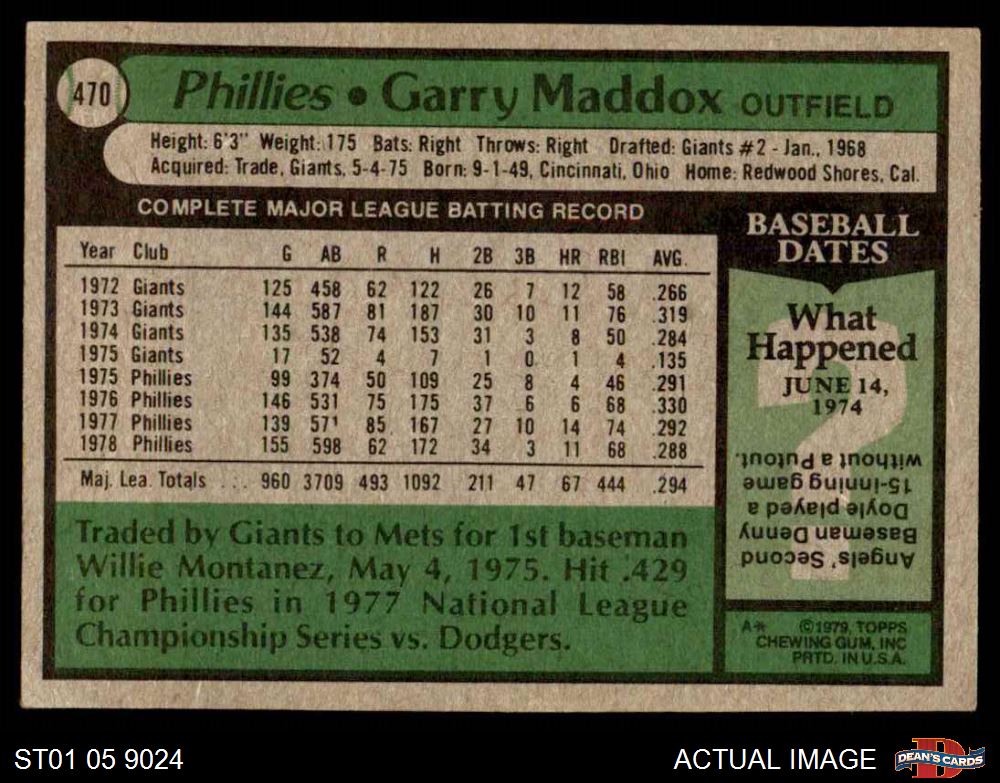 470
Phillies • Garry Maddox OUTFIELD
Height: 6'3" Weight: 175 Bats: Right Throws: Right Drafted: Giants #2 - Jan., 1968
Acquired: Trade, Giants, 5-4-75 Born: 9-1-49, Cincinnati, Ohio Home: Redwood Shores, Cal.
COMPLETE MAJOR LEAGUE BATTING RECORD
Year Club G AB R H 2B 3B HR RBI AVG.
1972 Giants 125 458 62 122 26 7 12 58 .266
1973 Giants 144 587 81 187 30 10 11 76 .319
1974 Giants 135 538 74 153 31 3 8 50 .284
1975 Giants 17 52 4 7 1 0 1 4 .135
1975 Phillies 99 374 50 109 25 8 4 46 .291
1976 Phillies 146 531 75 175 37 6 6 68 .330
1977 Phillies 139 571 85 167 27 10 14 74 .292
1978 Phillies 155 598 62 172 34 3 11 68 .288
Maj. Lea. Totals ... 960 3709 493 1092 211 47 67 444 .294
Traded by Giants to Mets for 1st baseman
Willie Montanez, May 4, 1975. Hit .429
for Phillies in 1977 National League
Championship Series vs. Dodgers.
BASEBALL
DATES
What
Happened
JUNE 14,
1974
?
Angels' Second
Baseman Denny
Doyle played a
15-inning game
without a Putout.
A* ©1979, TOPPS
CHEWING GUM, INC
PRTD. IN U.S.A.
ST01 05 9024
ACTUAL IMAGE
D
DEAN'S CARDS